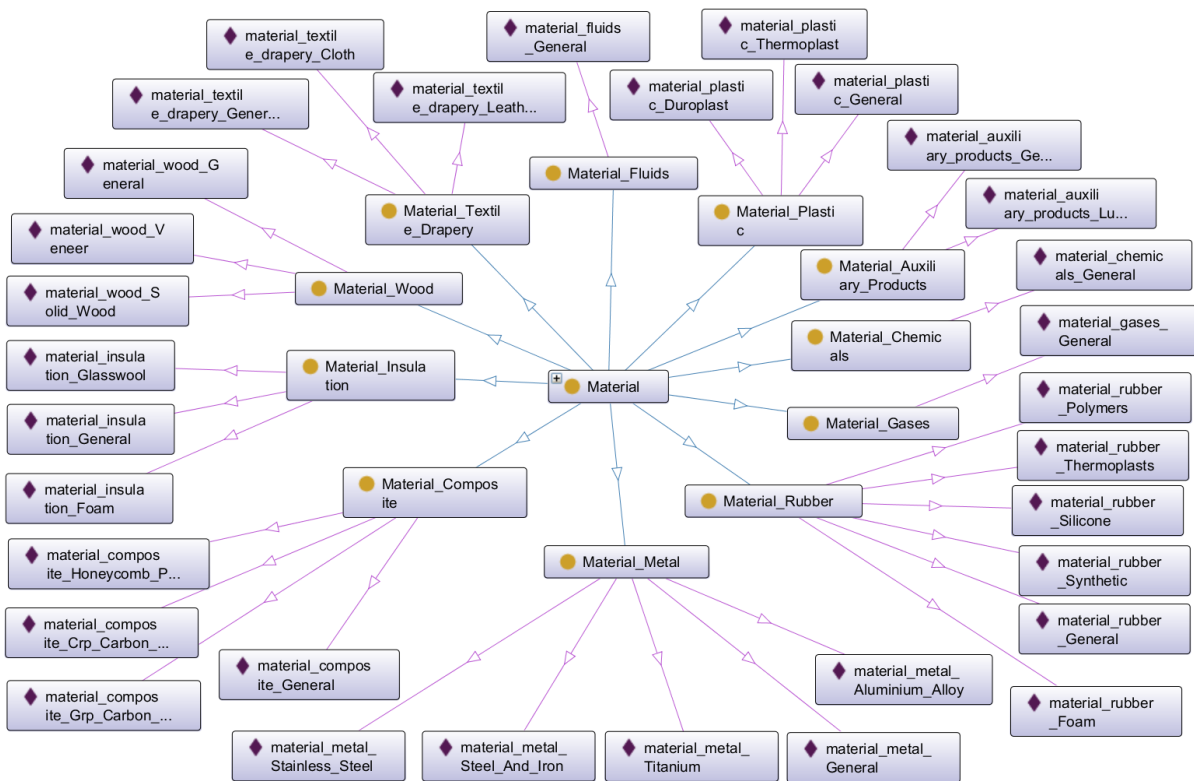 material_plasti
c_Thermoplast
material_fluids
_General
material_textil
e_drapery_Cloth
material_plasti
c_Duroplast
material_plasti
c_General
material_textil
e_drapery_Leath...
material_textil
e_drapery_Gener...
material_auxili
ary_products_Ge...
material_wood_G
eneral
Material_Fluids
material_auxili
ary_products_Lu...
Material_Textil
e_Drapery
Material_Plasti
c
material_wood_V
eneer
material_chemic
als_General
Material_Auxili
ary_Products
material_wood_S
olid_Wood
Material_Wood
material_gases_
General
Material_Chemic
als
material_insula
tion_Glasswool
Material_Insula
tion
Material
material_rubber
_Polymers
material_insula
tion_General
Material_Gases
material_rubber
_Thermoplasts
material_insula
tion_Foam
Material_Compos
ite
Material_Rubber
material_rubber
_Silicone
material_compos
ite_Honeycomb_P...
Material_Metal
material_rubber
_Synthetic
material_compos
ite_Crp_Carbon_...
material_rubber
_General
material_compos
ite_General
material_metal_
Aluminium_Alloy
material_compos
ite_Grp_Carbon_...
material_rubber
_Foam
material_metal_
Stainless_Steel
material_metal_
Steel_And_Iron
material_metal_
Titanium
material_metal_
General